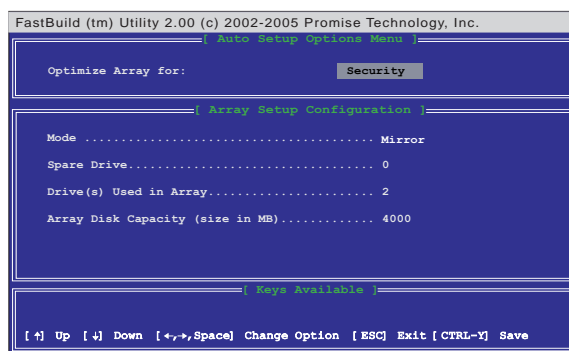 FastBuild (tm) Utility 2.00 (c) 2002-2005 Promise Technology, Inc.
[ Auto Setup Options Menu ]
Optimize Array for: Security
[ Array Setup Configuration ]
Mode ..................................... Mirror
Spare Drive............................... 0
Drive(s) Used in Array..................... 2
Array Disk Capacity (size in MB)............ 4000
[ Keys Available ]
[↑] Up [↓] Down [←,→,Space] Change Option [ESC] Exit [CTRL-Y] Save